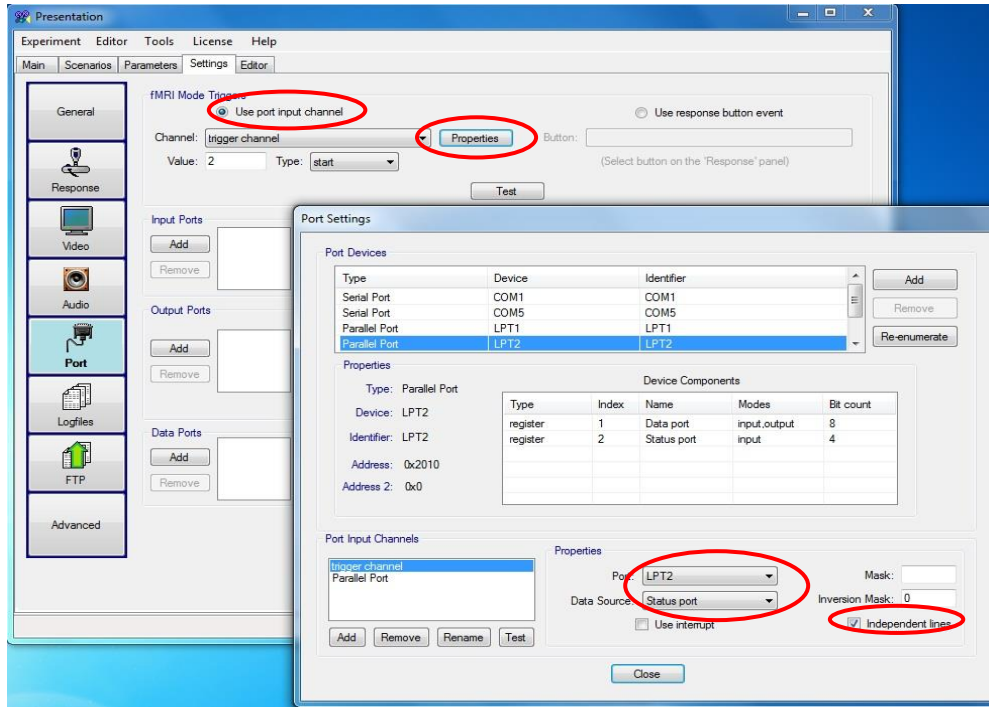 Presentation
Experiment Editor Tools License Help
Main Scenarios Parameters Settings Editor
General
Response
Video
Audio
Port
Logfiles
FTP
Advanced
fMRI Mode Triggers
Use port input channel
Use response button event
Channel: trigger channel Properties Button:
Value: 2 Type: start (Select button on the 'Response' panel)
Test
Input Ports
Add
Remove
Output Ports
Add
Remove
Data Ports
Add
Remove
Port Settings
Port Devices
Type Device Identifier
Serial Port COM1 COM1
Serial Port COM5 COM5
Parallel Port LPT1 LPT1
Parallel Port LPT2 LPT2
Add
Remove
Re-enumerate
Properties
Type: Parallel Port
Device: LPT2
Identifier: LPT2
Address: 0x2010
Address 2: 0x0
Device Components
Type Index Name Modes Bit count
register 1 Data port input,output 8
register 2 Status port input 4
Port Input Channels
trigger channel
Parallel Port
Add Remove Rename Test
Properties
Port: LPT2
Data Source: Status port
Use interrupt
Mask:
Inversion Mask: 0
Independent lines
Close